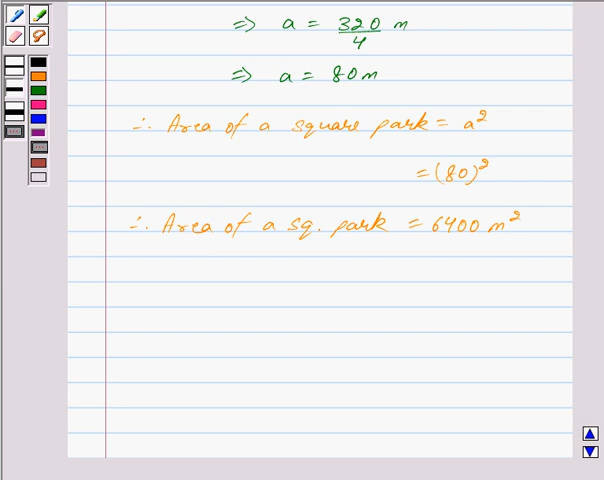 ⇒ a = 320/4 m
⇒ a = 80m
∴ Area of a square park = a²
= (80)²
∴ Area of a sq. park = 6400 m²